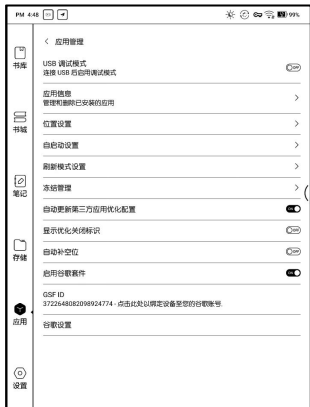 PM 4:48
99%
应用管理
书库
书城
笔记
存储
应用
设置
USB 调试模式
连接 USB 后启用调试模式
OFF
应用信息
管理和删除已安装的应用
位置设置
自启动设置
刷新模式设置
冻结管理
自动更新第三方应用优化配置
ON
显示优化关闭标识
OFF
自动补空位
OFF
启用谷歌套件
ON
GSF ID
3722648082098924774 - 点击此处以绑定设备至您的谷歌账号.
谷歌设置